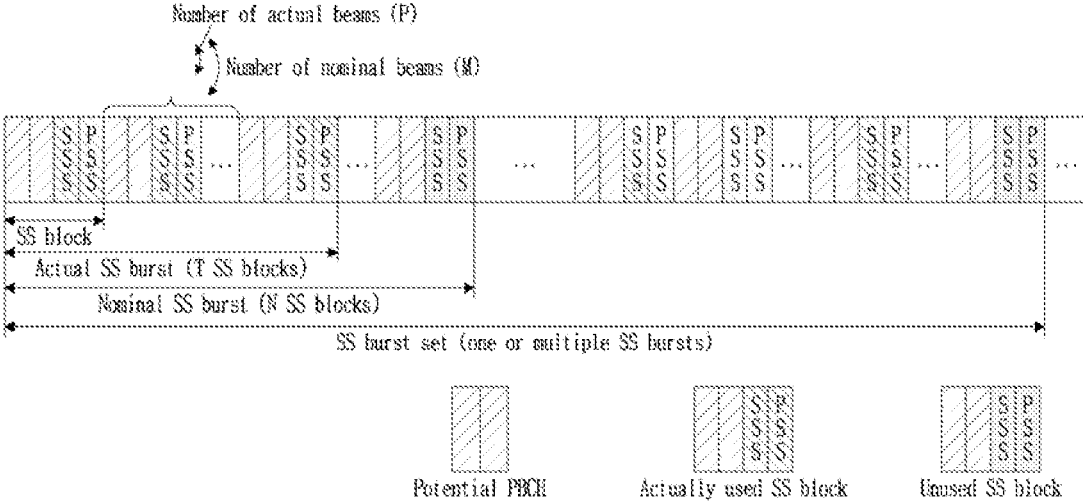 Number of actual beams (P)
Number of nominal beams (M)
S P S P S P S P S P S P S P S P
S S ... S S ... S S ... S S ... S S ... S S ... S S ... S S ...
S S S S S S S S S S S S S S S S
SS block
Actual SS burst (T SS blocks)
Nominal SS burst (N SS blocks)
SS burst set (one or multiple SS bursts)
S P S P
S S S S
S S S S
Potential PBCH Actually used SS block Unused SS block